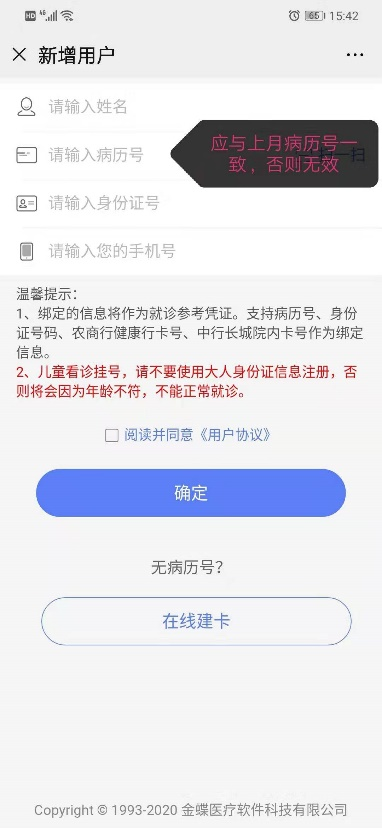 HD 4G 65 15:42
新增用户
请输入姓名
请输入病历号
应与上月病历号一
致，否则无效
一扫
请输入身份证号
请输入您的手机号
温馨提示：
1、绑定的信息将作为就诊参考凭证。支持病历号、身份
证号码、农商行健康行卡号、中行长城院内卡号作为绑定
信息。
2、儿童看诊挂号，请不要使用大人身份证信息注册，否
则将会因为年龄不符，不能正常就诊。
阅读并同意《用户协议》
确定
无病历号？
在线建卡
Copyright © 1993-2020 金蝶医疗软件科技有限公司